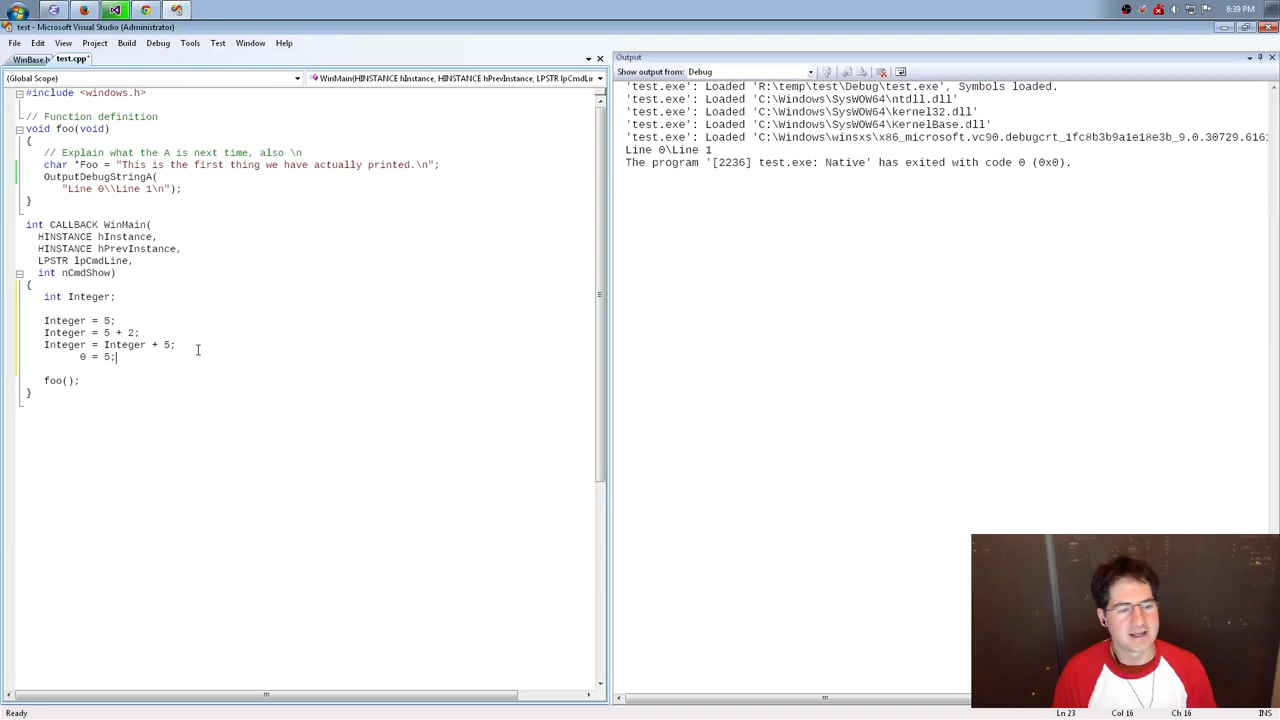 8:39 PM
test - Microsoft Visual Studio (Administrator)
File Edit View Project Build Debug Tools Test Window Help
WinBase.h test.cpp*
(Global Scope) WinMain(HINSTANCE hInstance, HINSTANCE hPrevInstance, LPSTR lpCmdLin
#include <windows.h>
// Function definition
void foo(void)
{
// Explain what the A is next time, also \n
char *Foo = "This is the first thing we have actually printed.\n";
OutputDebugStringA(
"Line 0\\Line 1\n");
}
int CALLBACK WinMain(
HINSTANCE hInstance,
HINSTANCE hPrevInstance,
LPSTR lpCmdLine,
int nCmdShow)
{
int Integer;
Integer = 5;
Integer = 5 + 2;
Integer = Integer + 5;
0 = 5;
foo();
}
Output
Show output from: Debug
'test.exe': Loaded 'R:\temp\test\Debug\test.exe', Symbols loaded.
'test.exe': Loaded 'C:\Windows\SysWOW64\ntdll.dll'
'test.exe': Loaded 'C:\Windows\SysWOW64\kernel32.dll'
'test.exe': Loaded 'C:\Windows\SysWOW64\KernelBase.dll'
'test.exe': Loaded 'C:\Windows\winsxs\x86_microsoft.vc90.debugcrt_1fc8b3b9a1e18e3b_9.0.30729.6161
Line 0\Line 1
The program '[2236] test.exe: Native' has exited with code 0 (0x0).
Ready Ln 23 Col 16 Ch 16 INS